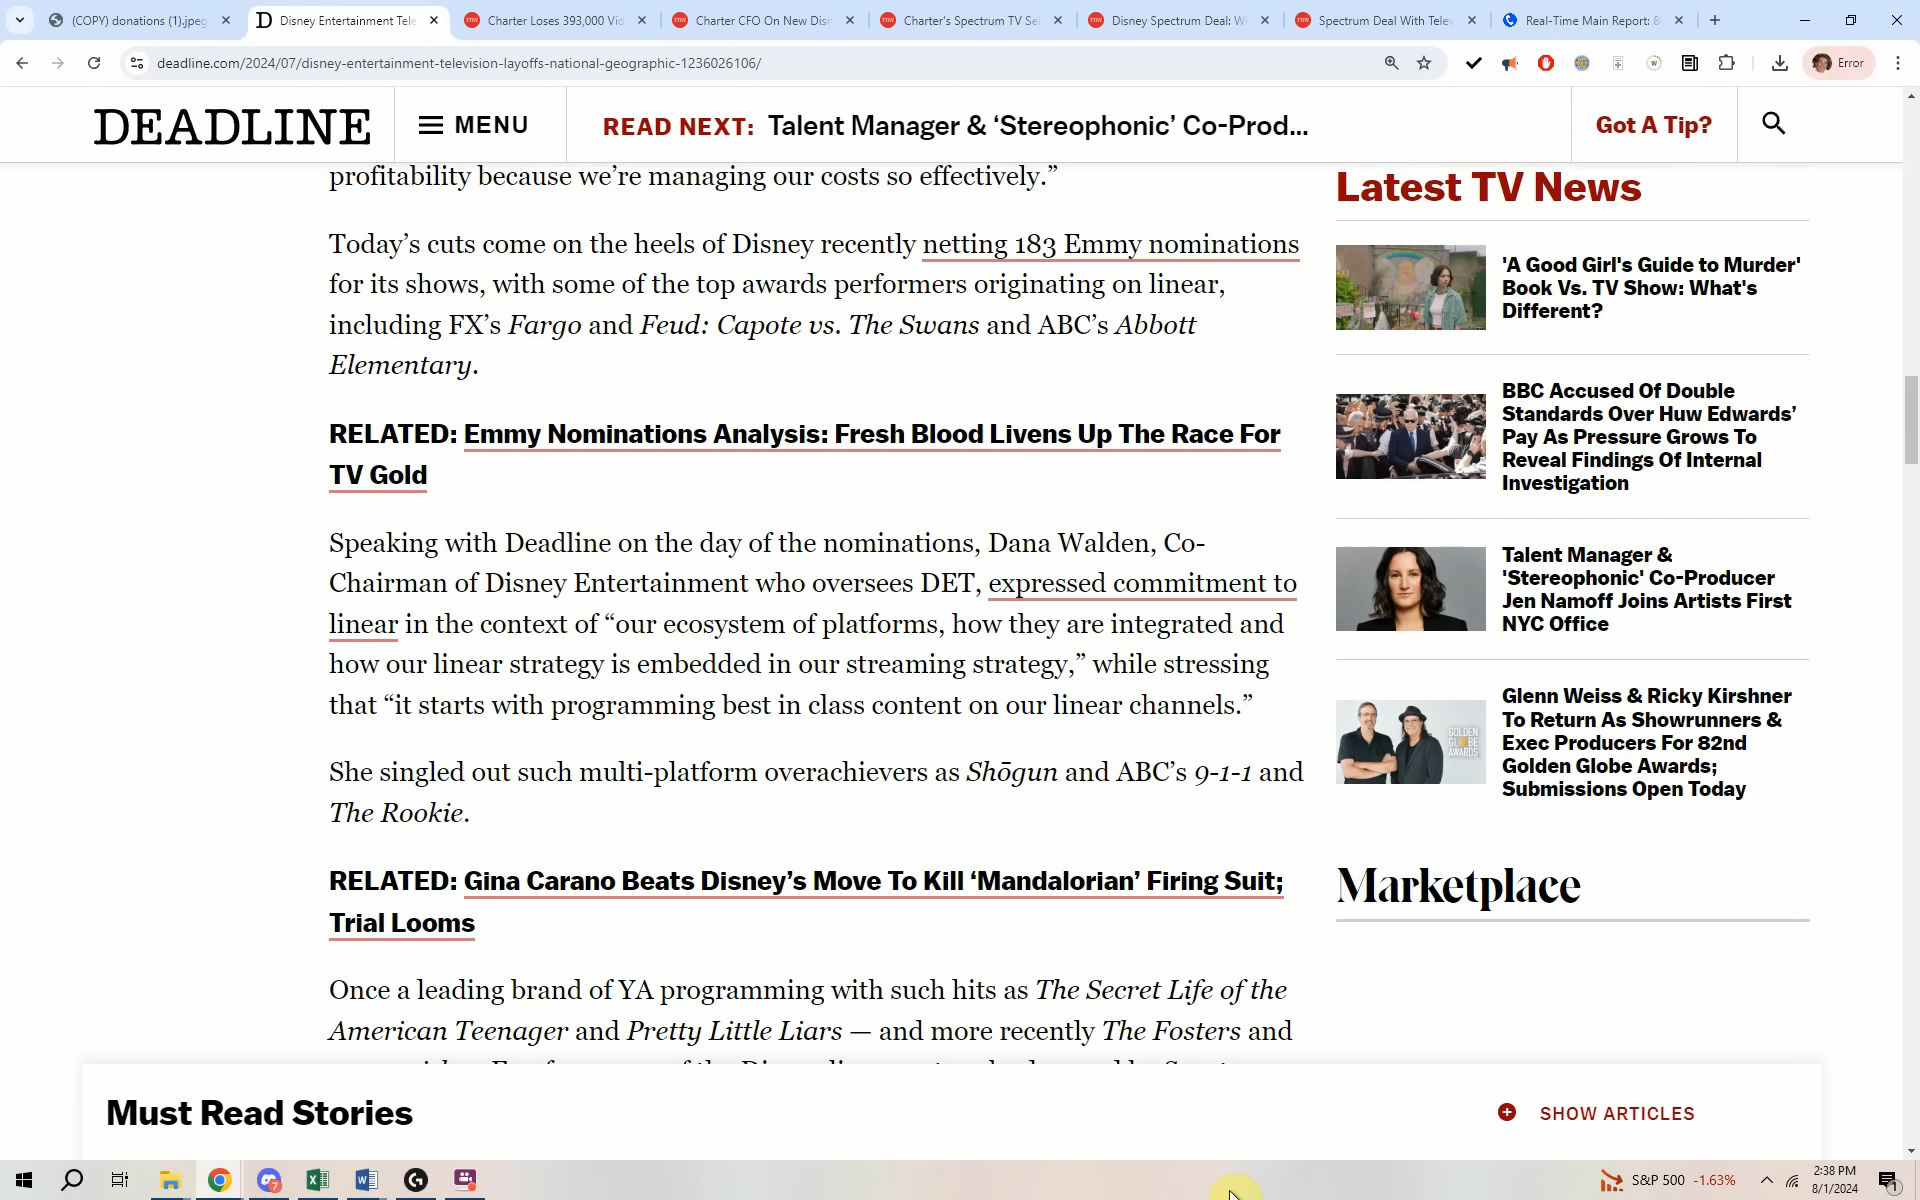 (COPY) donations (1).jpeg
Disney Entertainment Tele
Charter Loses 393,000 Vid
Charter CFO On New Disn
Charter's Spectrum TV Sel
Disney Spectrum Deal: W
Spectrum Deal With Telev
Real-Time Main Report: 8
deadline.com/2024/07/disney-entertainment-television-layoffs-national-geographic-1236026106/
Error
DEADLINE
MENU
READ NEXT: Talent Manager & ‘Stereophonic’ Co-Prod...
Got A Tip?
profitability because we’re managing our costs so effectively.”
Today’s cuts come on the heels of Disney recently netting 183 Emmy nominations
for its shows, with some of the top awards performers originating on linear,
including FX’s Fargo and Feud: Capote vs. The Swans and ABC’s Abbott
Elementary.
RELATED: Emmy Nominations Analysis: Fresh Blood Livens Up The Race For
TV Gold
Speaking with Deadline on the day of the nominations, Dana Walden, Co-
Chairman of Disney Entertainment who oversees DET, expressed commitment to
linear in the context of “our ecosystem of platforms, how they are integrated and
how our linear strategy is embedded in our streaming strategy,” while stressing
that “it starts with programming best in class content on our linear channels.”
She singled out such multi-platform overachievers as Shōgun and ABC’s 9-1-1 and
The Rookie.
RELATED: Gina Carano Beats Disney’s Move To Kill ‘Mandalorian’ Firing Suit;
Trial Looms
Once a leading brand of YA programming with such hits as The Secret Life of the
American Teenager and Pretty Little Liars — and more recently The Fosters and
Latest TV News
'A Good Girl's Guide to Murder'
Book Vs. TV Show: What's
Different?
BBC Accused Of Double
Standards Over Huw Edwards’
Pay As Pressure Grows To
Reveal Findings Of Internal
Investigation
Talent Manager &
'Stereophonic' Co-Producer
Jen Namoff Joins Artists First
NYC Office
GOLDEN
GLOBE
AWARDS
Glenn Weiss & Ricky Kirshner
To Return As Showrunners &
Exec Producers For 82nd
Golden Globe Awards;
Submissions Open Today
Marketplace
Must Read Stories
SHOW ARTICLES
S&P 500 -1.63%
2:38 PM
8/1/2024